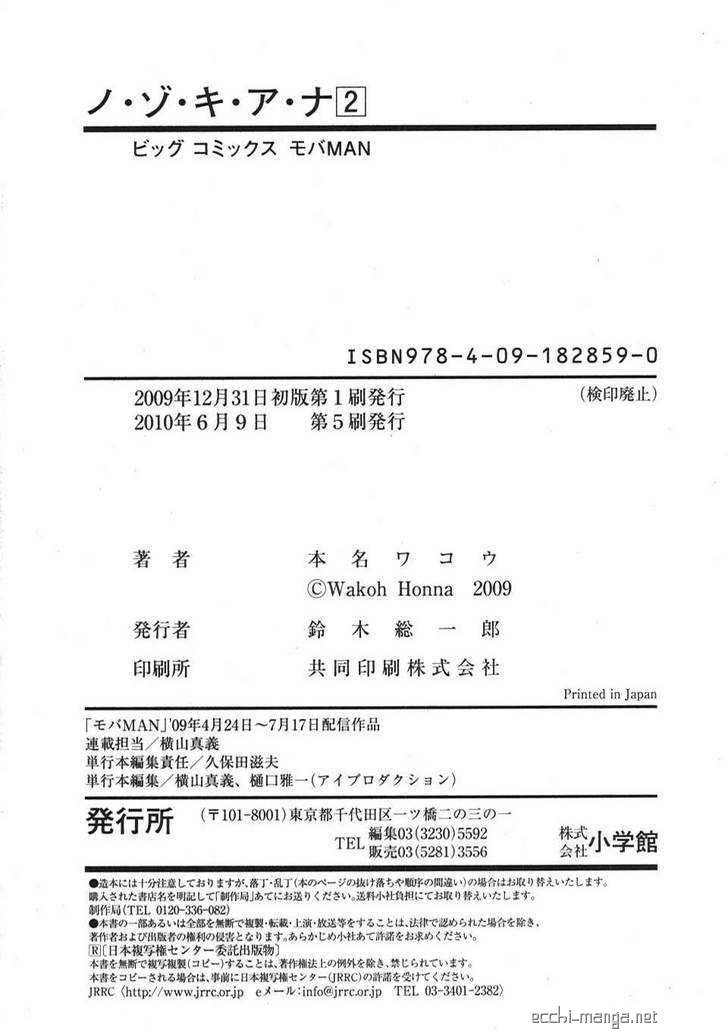 ノ・ゾ・キ・ア・ナ2
ビッグ コミックス モバMAN
ISBN978-4-09-182859-0
2009年12月31日初版第1刷発行 (検印廃止)
2010年6月9日 第5刷発行
著者 本名ワコウ
©Wakoh Honna 2009
発行者 鈴木総一郎
印刷所 共同印刷株式会社
Printed in Japan
「モバMAN」'09年4月24日〜7月17日配信作品
連載担当／横山真義
単行本編集責任／久保田滋夫
単行本編集／横山真義、樋口雅一(アイプロダクション)
発行所 (〒101-8001)東京都千代田区一ツ橋二の三の一
TEL 編集03(3230)5592
販売03(5281)3556
株式会社 小学館
●造本には十分注意しておりますが、落丁・乱丁(本のページの抜け落ちや順序の間違い)の場合はお取り替えいたします。
購入された書店名を明記して「制作局」あてにお送りください。送料小社負担にてお取り替えいたします。
制作局(TEL 0120-336-082)
●本書の一部あるいは全部を無断で複製・転載・上演・放送等をすることは、法律で認められた場合を除き、
著作者および出版者の権利の侵害となります。あらかじめ小社あて許諾をお求めください。
R[日本複写権センター委託出版物]
本書を無断で複写複製(コピー)することは、著作権法上の例外を除き、禁じられています。
本書をコピーされる場合は、事前に日本複写権センター(JRRC)の許諾を受けてください。
JRRC〈http://www.jrrc.or.jp eメール:info@jrrc.or.jp TEL 03-3401-2382〉
ecchi-manga.net